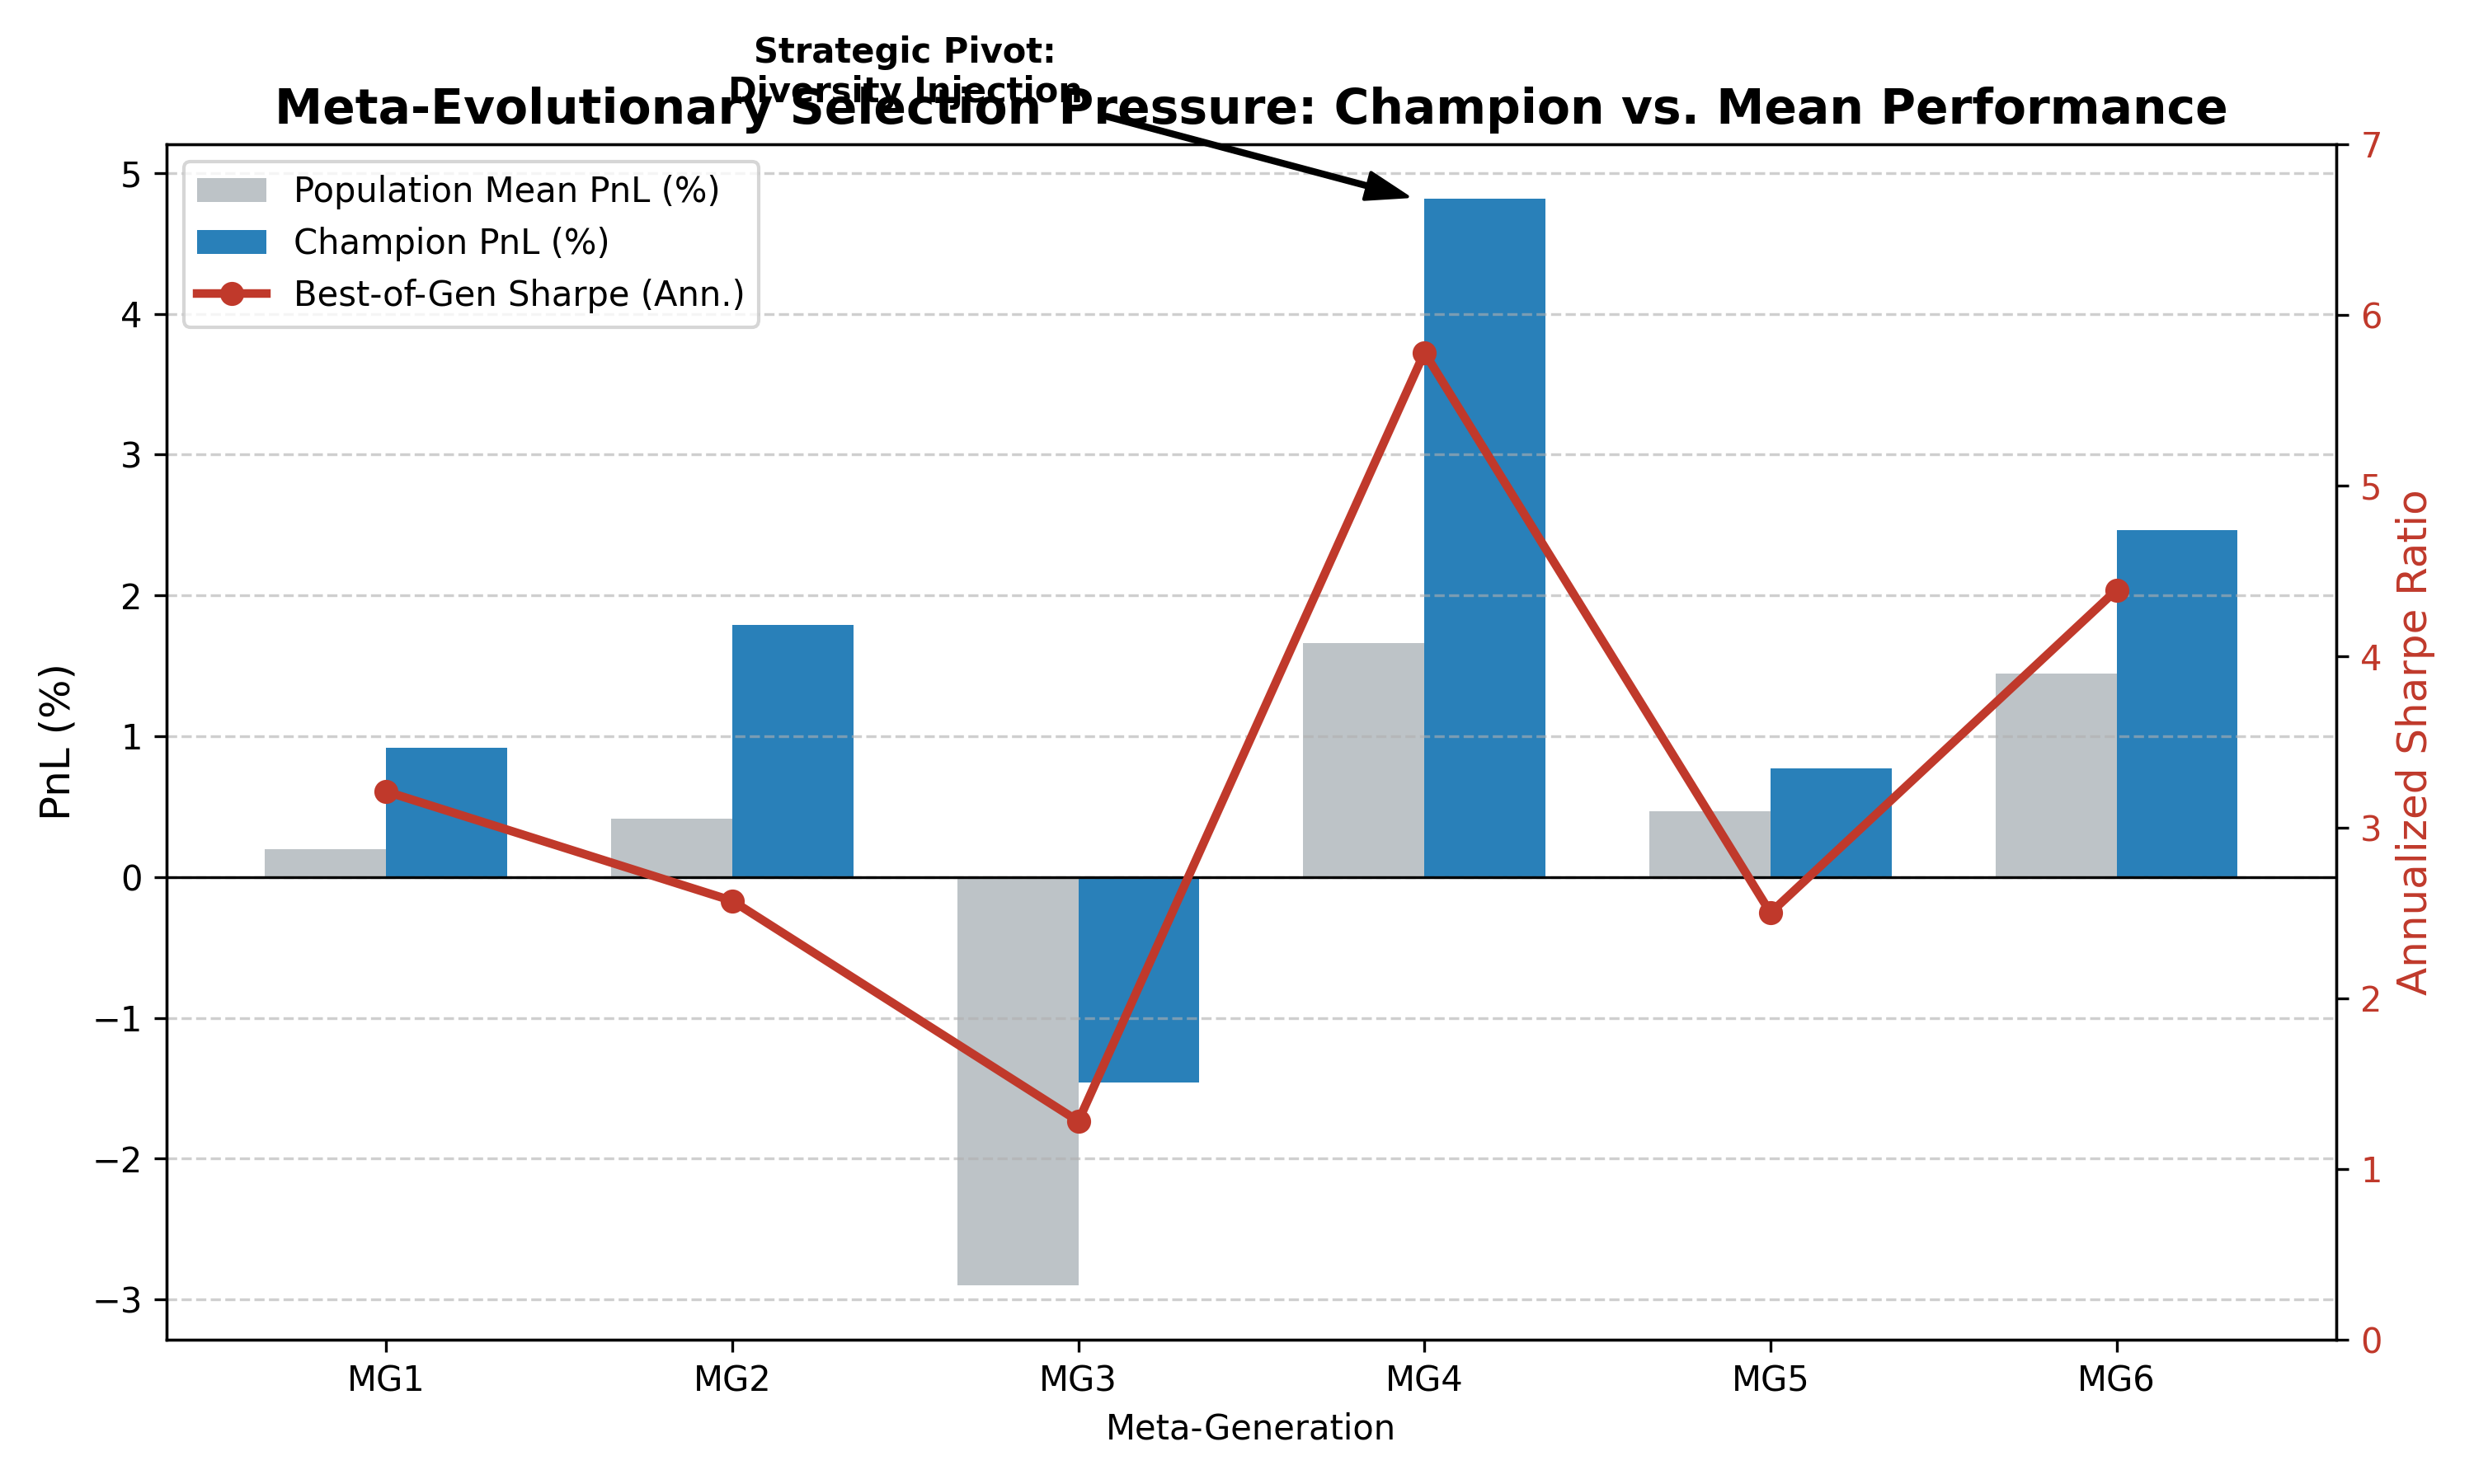 Strategic Pivot:
Diversity Injection
Meta-Evolutionary Selection Pressure: Champion vs. Mean Performance
Population Mean PnL (%)
Champion PnL (%)
Best-of-Gen Sharpe (Ann.)
PnL (%)
5
4
3
2
1
0
−1
−2
−3
7
6
5
4
3
2
1
0
Annualized Sharpe Ratio
MG1 MG2 MG3 MG4 MG5 MG6
Meta-Generation